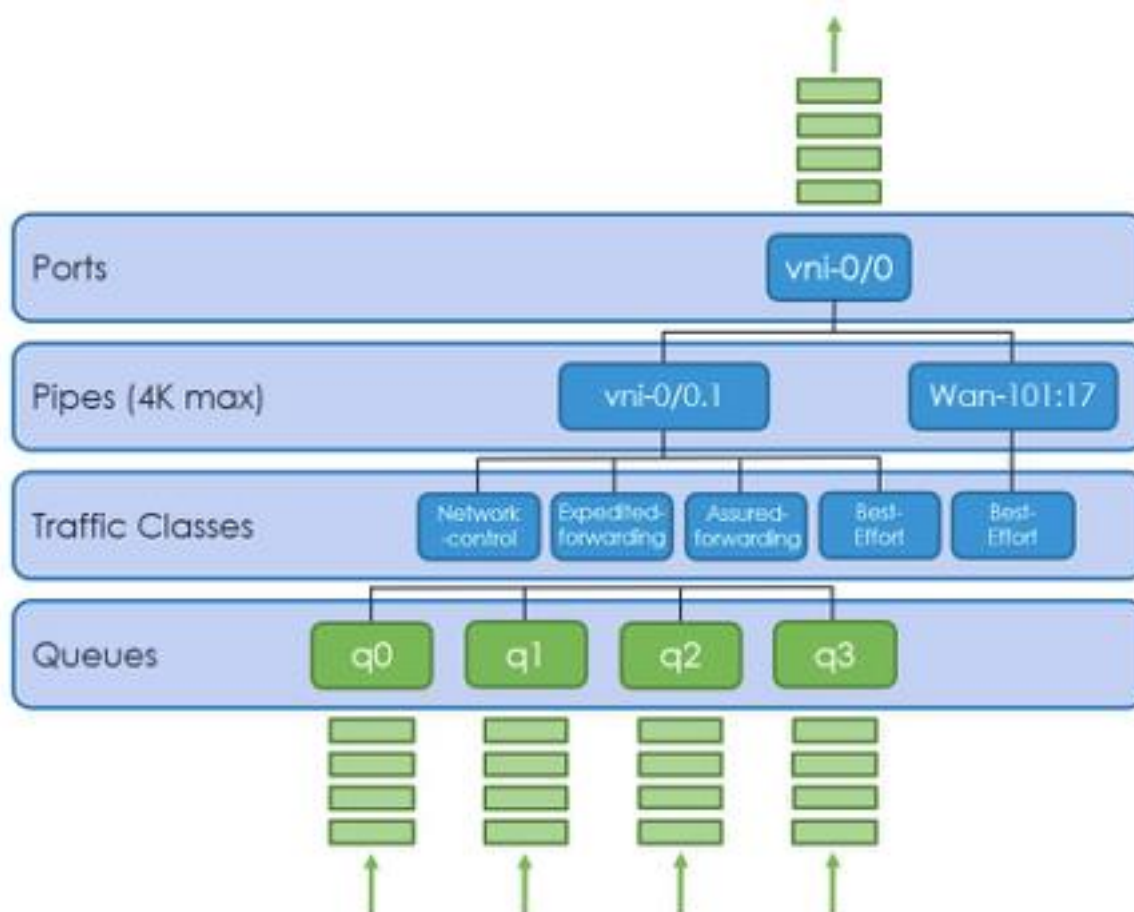 Ports
vni-0/0
Pipes (4K max)
vni-0/0.1
Wan-101:17
Traffic Classes
Network
-control
Expedited-
forwarding
Assured-
forwarding
Best-
Effort
Best-
Effort
Queues
q0
q1
q2
q3